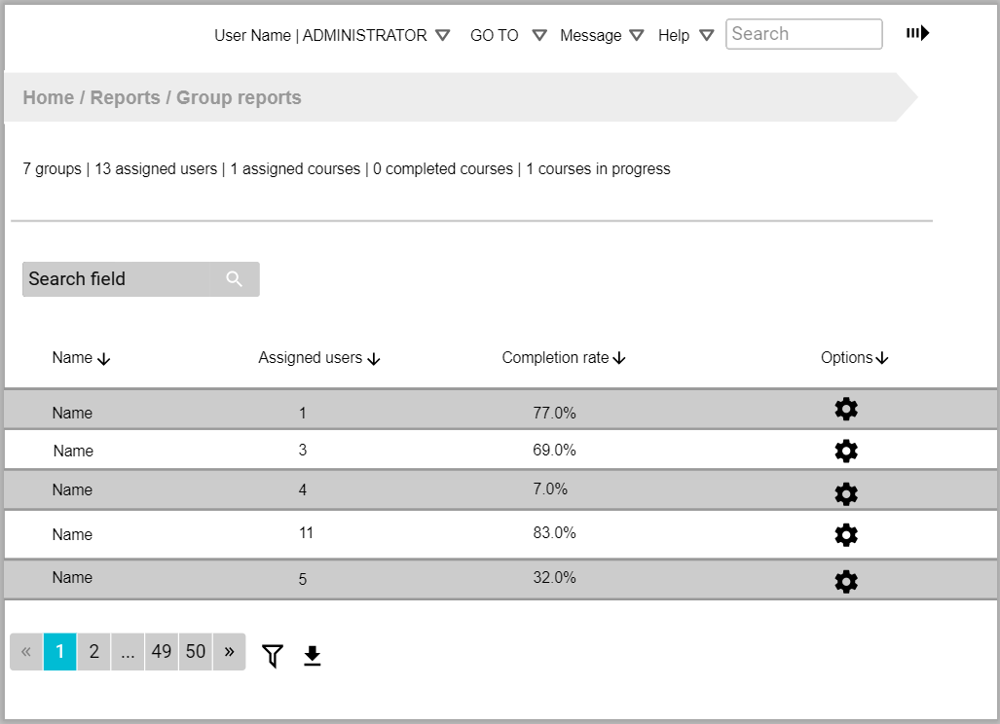 User Name | ADMINISTRATOR GO TO Message Help Search
Home / Reports / Group reports
7 groups | 13 assigned users | 1 assigned courses | 0 completed courses | 1 courses in progress
Search field
Name Assigned users Completion rate Options
Name 1 77.0%
Name 3 69.0%
Name 4 7.0%
Name 11 83.0%
Name 5 32.0%
« 1 2 ... 49 50 »